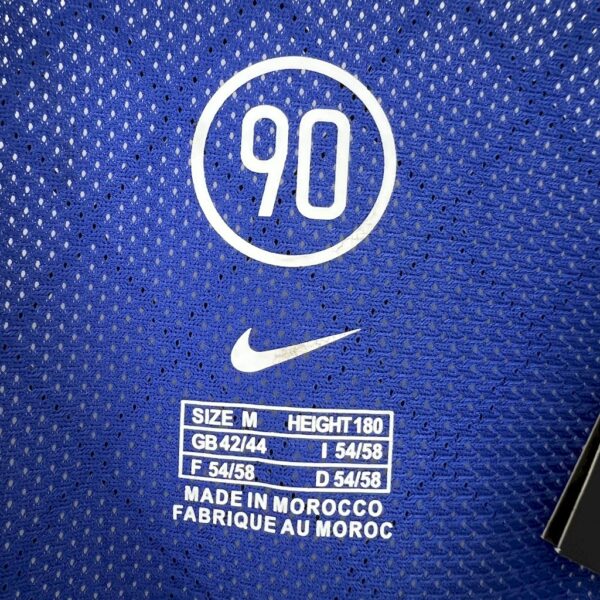 90
SIZE M HEIGHT 180
GB 42/44 I 54/58
F 54/58 D 54/58
MADE IN MOROCCO
FABRIQUE AU MOROC